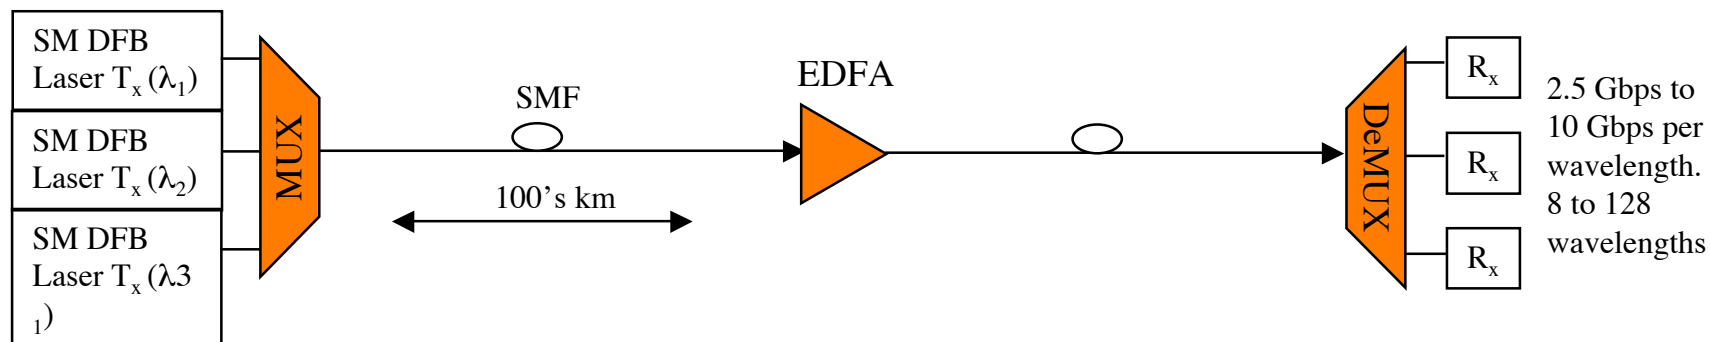 SM DFB
Laser Tx (λ1)
SM DFB
Laser Tx (λ2)
SM DFB
Laser Tx (λ3
1)
MUX
SMF
100's km
EDFA
DeMUX
Rx
Rx
Rx
2.5 Gbps to
10 Gbps per
wavelength.
8 to 128
wavelengths